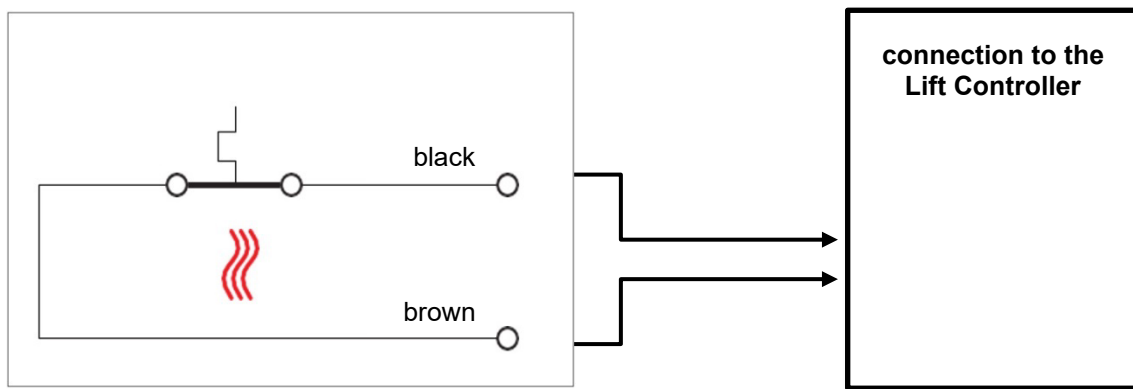 connection to the
Lift Controller
black
brown